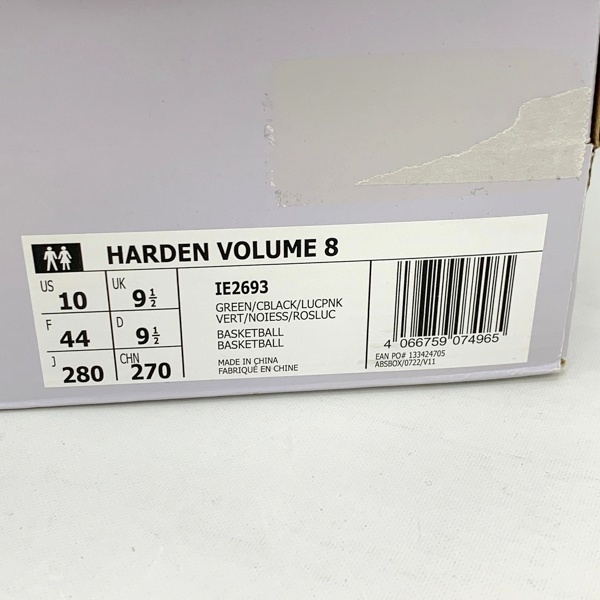 HARDEN VOLUME 8
US 10 UK 9½
F 44 D 9½
J 280 CHN 270
IE2693
GREEN/CBLACK/LUCPNK
VERT/NOIESS/ROSLUC
BASKETBALL
BASKETBALL
MADE IN CHINA
FABRIQUÉ EN CHINE
4 066759 074965
EAN PO# 133424705
ABSBOX/0722/V11